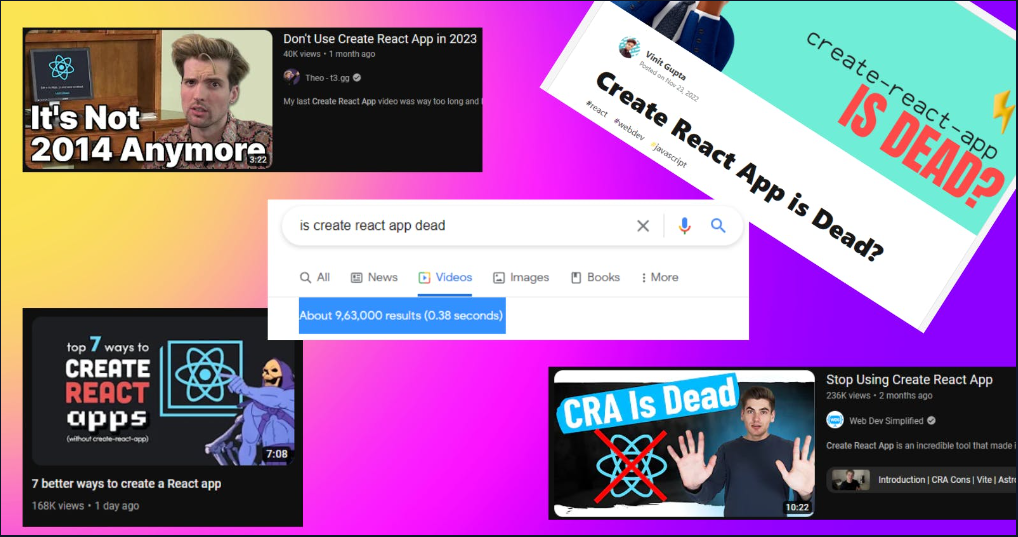 Don't Use Create React App in 2023
40K views • 1 month ago
Theo - t3.gg
My last Create React App video was way too long and
It's Not
2014 Anymore
3:22
Vinit Gupta
Posted on Nov 23, 2022
Create React App is Dead?
#react #webdev #javascript
create-react-app
IS DEAD?
is create react app dead
All News Videos Images Books More
About 9,63,000 results (0.38 seconds)
top 7 ways to
CREATE
REACT
apps
(without create-react-app)
7:08
7 better ways to create a React app
168K views • 1 day ago
CRA Is Dead
10:22
Stop Using Create React App
236K views • 2 months ago
Web Dev Simplified
Create React App is an incredible tool that made i
Introduction | CRA Cons | Vite | Astr